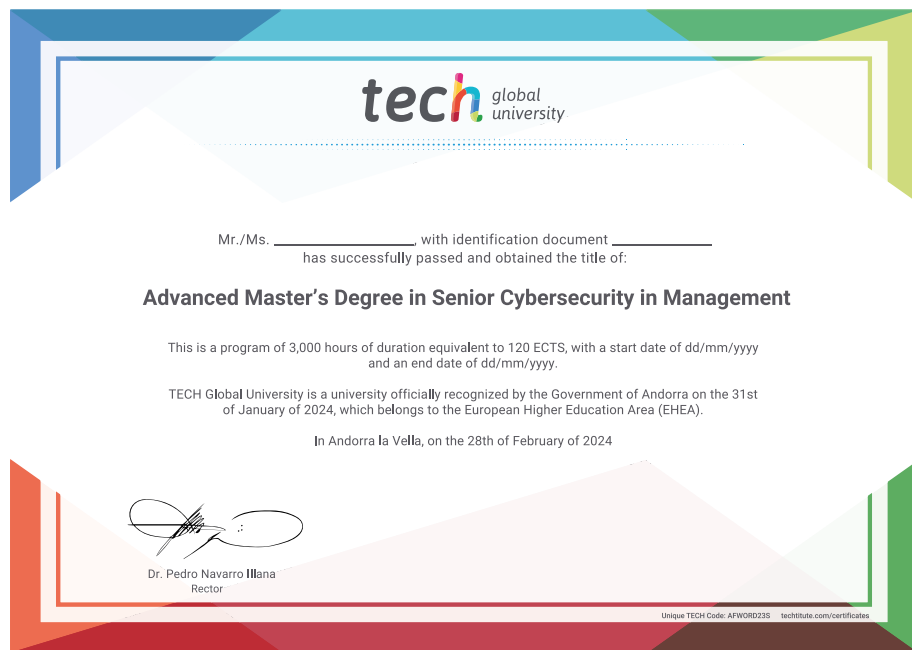 tech global
university
Mr./Ms. ____________, with identification document ____________
has successfully passed and obtained the title of:
Advanced Master’s Degree in Senior Cybersecurity in Management
This is a program of 3,000 hours of duration equivalent to 120 ECTS, with a start date of dd/mm/yyyy
and an end date of dd/mm/yyyy.
TECH Global University is a university officially recognized by the Government of Andorra on the 31st
of January of 2024, which belongs to the European Higher Education Area (EHEA).
In Andorra la Vella, on the 28th of February of 2024
Dr. Pedro Navarro Illana
Rector
Unique TECH Code: AFWORD23S techtitute.com/certificates